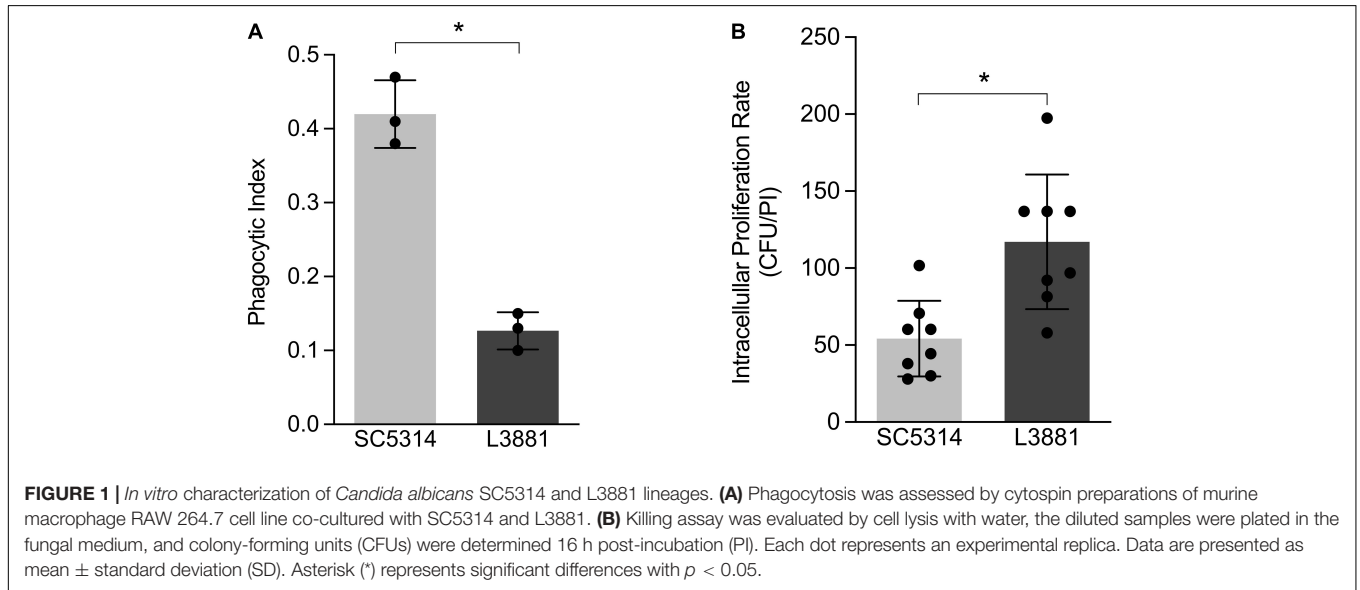 A
*
0.5
0.4
0.3
0.2
0.1
0.0
Phagocytic Index
SC5314 L3881
B
*
250
200
150
100
50
0
Intracellullar Proliferation Rate
(CFU/PI)
SC5314 L3881
FIGURE 1 | In vitro characterization of Candida albicans SC5314 and L3881 lineages. (A) Phagocytosis was assessed by cytospin preparations of murine
macrophage RAW 264.7 cell line co-cultured with SC5314 and L3881. (B) Killing assay was evaluated by cell lysis with water, the diluted samples were plated in the
fungal medium, and colony-forming units (CFUs) were determined 16 h post-incubation (PI). Each dot represents an experimental replica. Data are presented as
mean ± standard deviation (SD). Asterisk (*) represents significant differences with p < 0.05.